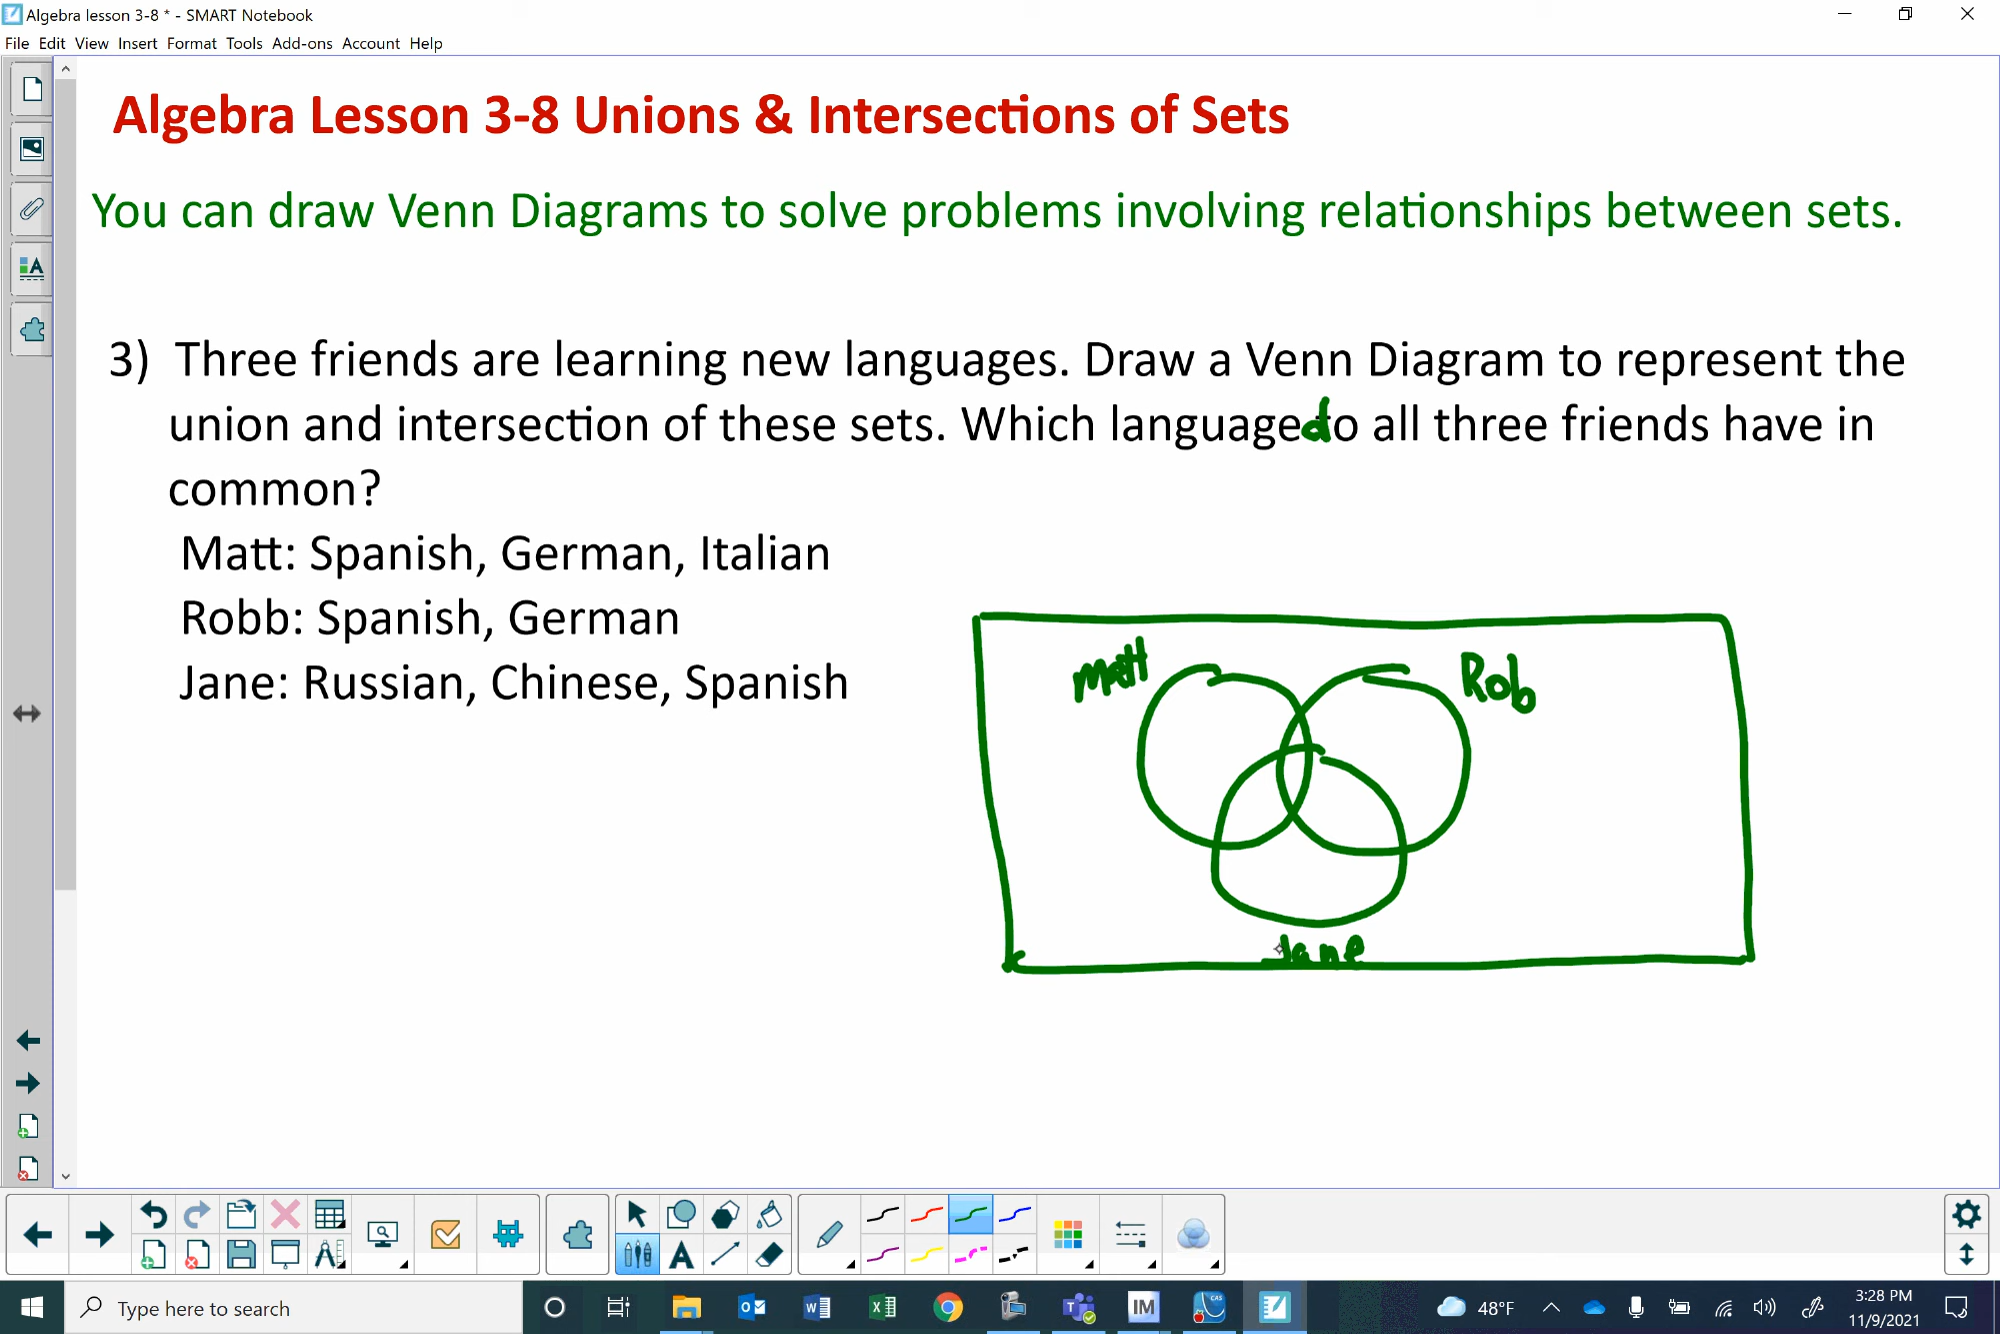 Algebra lesson 3-8 * - SMART Notebook
File Edit View Insert Format Tools Add-ons Account Help
Algebra Lesson 3-8 Unions & Intersections of Sets
You can draw Venn Diagrams to solve problems involving relationships between sets.
3) Three friends are learning new languages. Draw a Venn Diagram to represent the
union and intersection of these sets. Which language do all three friends have in
common?
Matt: Spanish, German, Italian
Robb: Spanish, German
Jane: Russian, Chinese, Spanish
Matt
Rob
Jane
Type here to search
IM
CAS
48°F
3:28 PM
11/9/2021